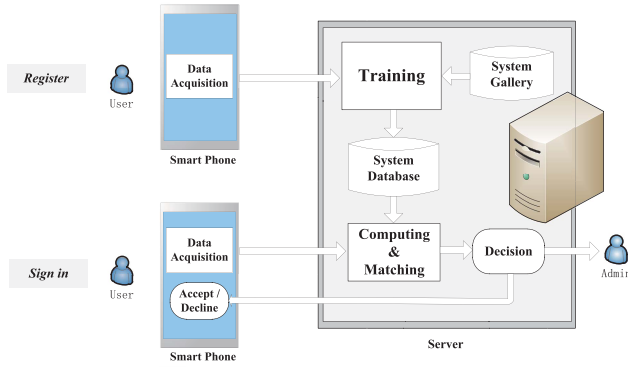 Register
User
Data
Acquisition
Smart Phone
Training
System
Gallery
System
Database
Sign in
User
Data
Acquisition
Accept /
Decline
Smart Phone
Computing
&
Matching
Decision
Admin
Server